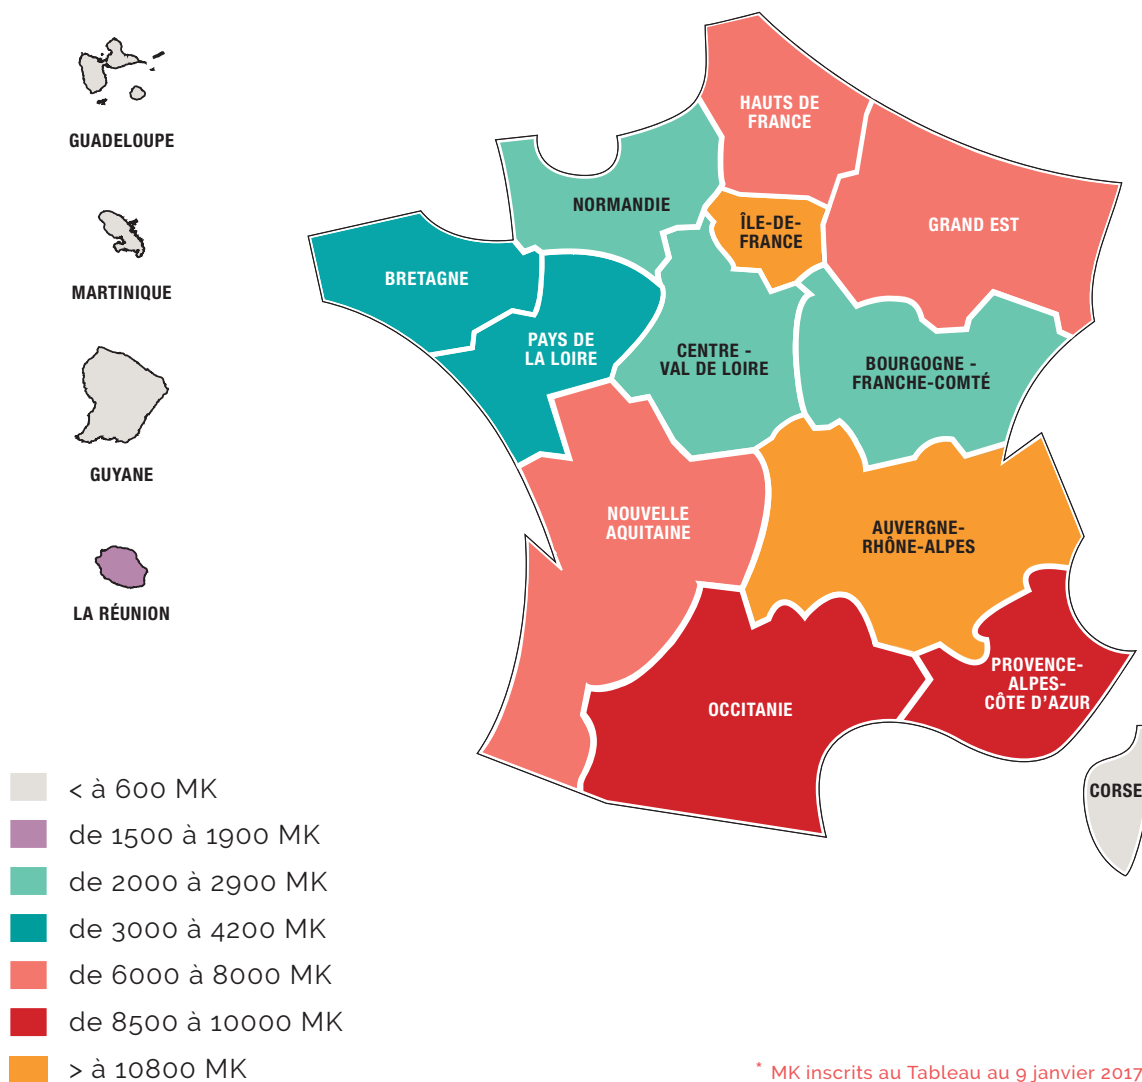 GUADELOUPE
MARTINIQUE
GUYANE
LA RÉUNION
HAUTS DE
FRANCE
NORMANDIE
ÎLE-DE-
FRANCE
GRAND EST
BRETAGNE
PAYS DE
LA LOIRE
CENTRE -
VAL DE LOIRE
BOURGOGNE -
FRANCHE-COMTÉ
NOUVELLE
AQUITAINE
AUVERGNE-
RHÔNE-ALPES
OCCITANIE
PROVENCE-
ALPES-
CÔTE D'AZUR
CORSE
< à 600 MK
de 1500 à 1900 MK
de 2000 à 2900 MK
de 3000 à 4200 MK
de 6000 à 8000 MK
de 8500 à 10000 MK
> à 10800 MK
* MK inscrits au Tableau au 9 janvier 2017